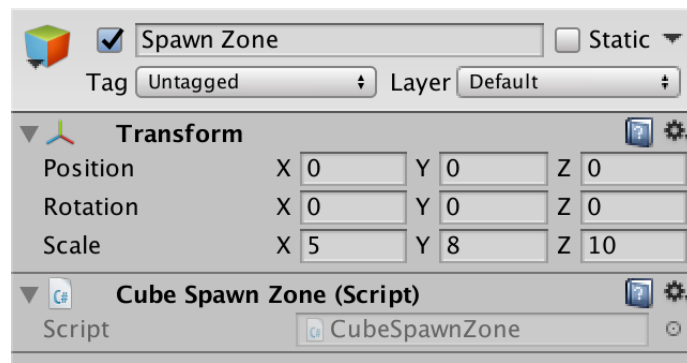 Spawn Zone Static
Tag Untagged Layer Default
Transform
Position X 0 Y 0 Z 0
Rotation X 0 Y 0 Z 0
Scale X 5 Y 8 Z 10
C# Cube Spawn Zone (Script)
Script C# CubeSpawnZone